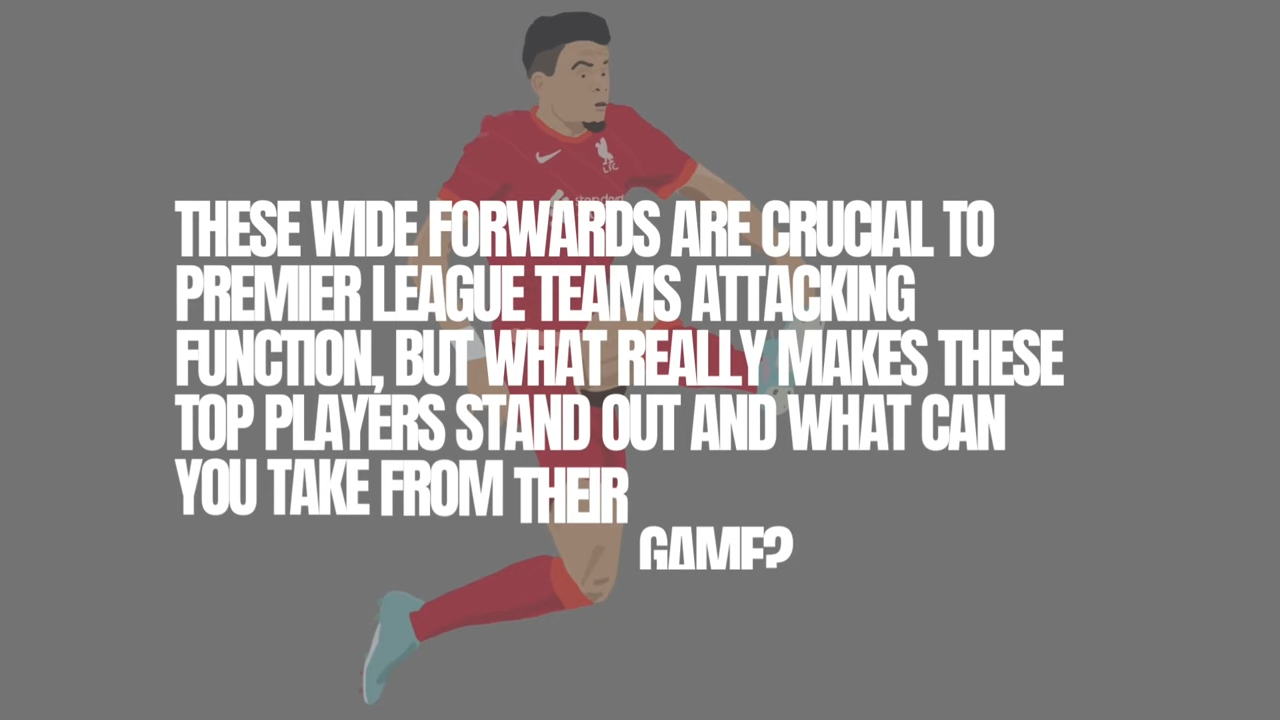 THESE WIDE FORWARDS ARE CRUCIAL TO
PREMIER LEAGUE TEAMS ATTACKING
FUNCTION, BUT WHAT REALLY MAKES THESE
TOP PLAYERS STAND OUT AND WHAT CAN
YOU TAKE FROM THEIR
GAME?